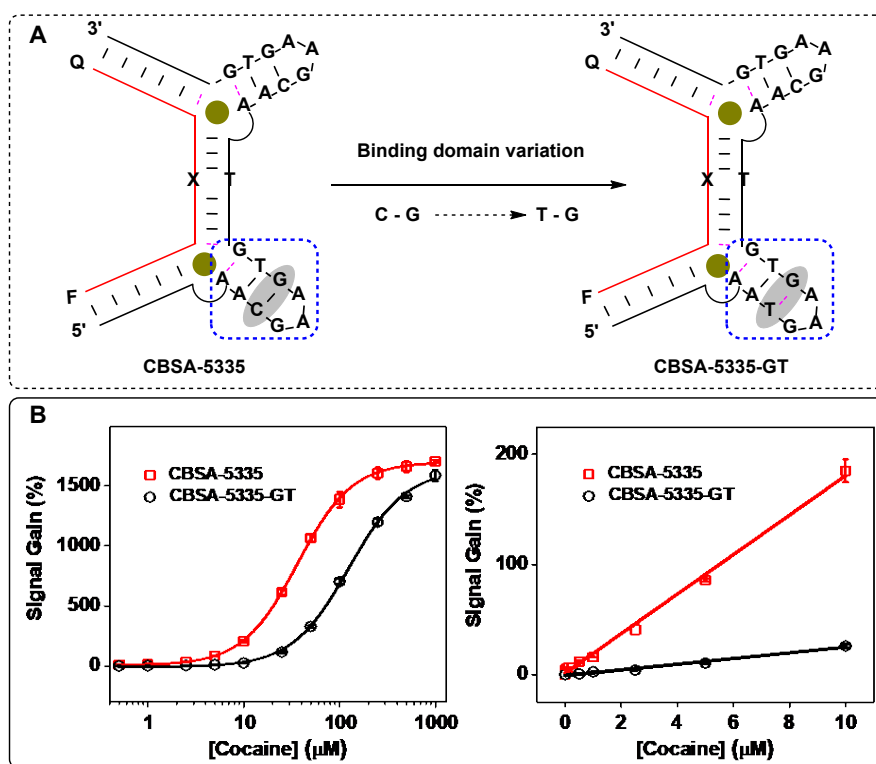 A
3'
Q
G T G A A
A A C G
X T
G
A T G A
A C A
F A G
5'
CBSA-5335
Binding domain variation
C - G T - G
3'
Q
G T G A A
A A C G
X T
G
A T G A
A T A
F A G
5'
CBSA-5335-GT
B
Signal Gain (%)
1500
1000
500
0
CBSA-5335
CBSA-5335-GT
1 10 100 1000
[Cocaine] (μM)
Signal Gain (%)
200
100
0
CBSA-5335
CBSA-5335-GT
0 2 4 6 8 10
[Cocaine] (μM)